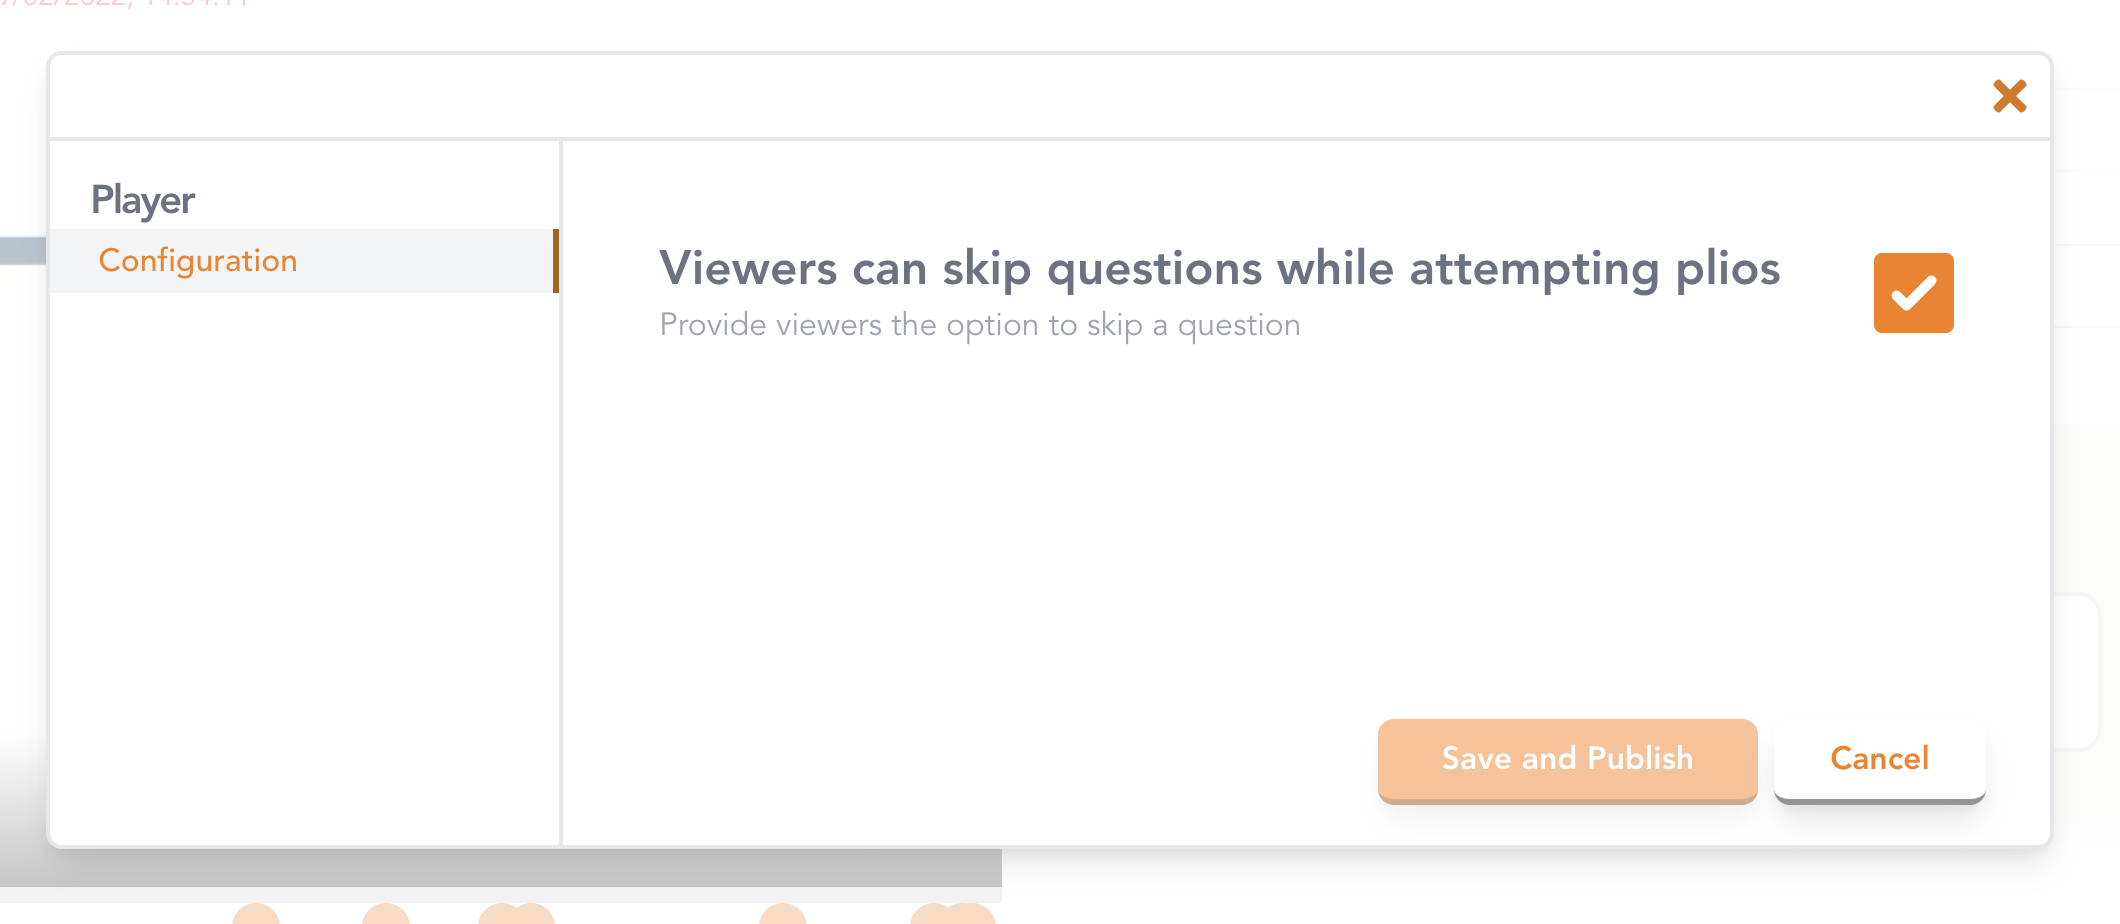 Player
Configuration
Viewers can skip questions while attempting plios
Provide viewers the option to skip a question
Save and Publish
Cancel